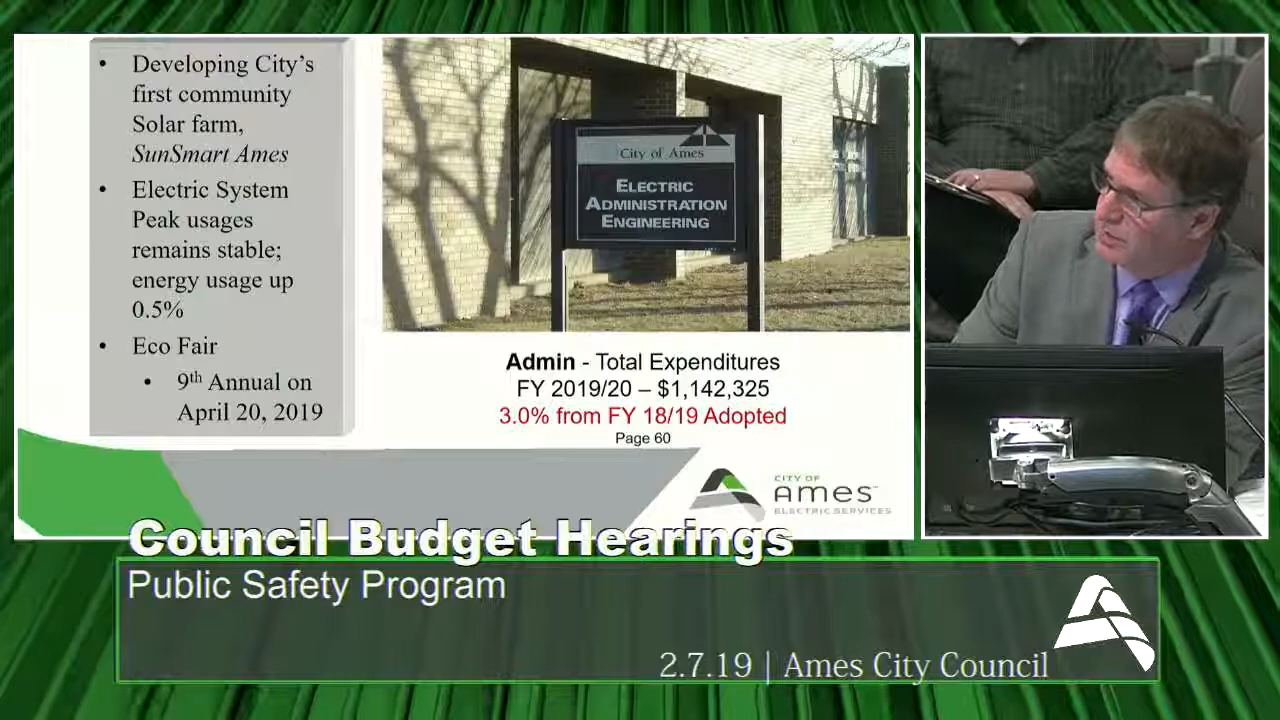 • Developing City's
first community
Solar farm,
SunSmart Ames
• Electric System
Peak usages
remains stable;
energy usage up
0.5%
• Eco Fair
• 9th Annual on
April 20, 2019
City of Ames
ELECTRIC
ADMINISTRATION
ENGINEERING
Admin - Total Expenditures
FY 2019/20 – $1,142,325
3.0% from FY 18/19 Adopted
Page 60
CITY OF
Ames™
ELECTRIC SERVICES
Council Budget Hearings
Public Safety Program
2.7.19 | Ames City Council